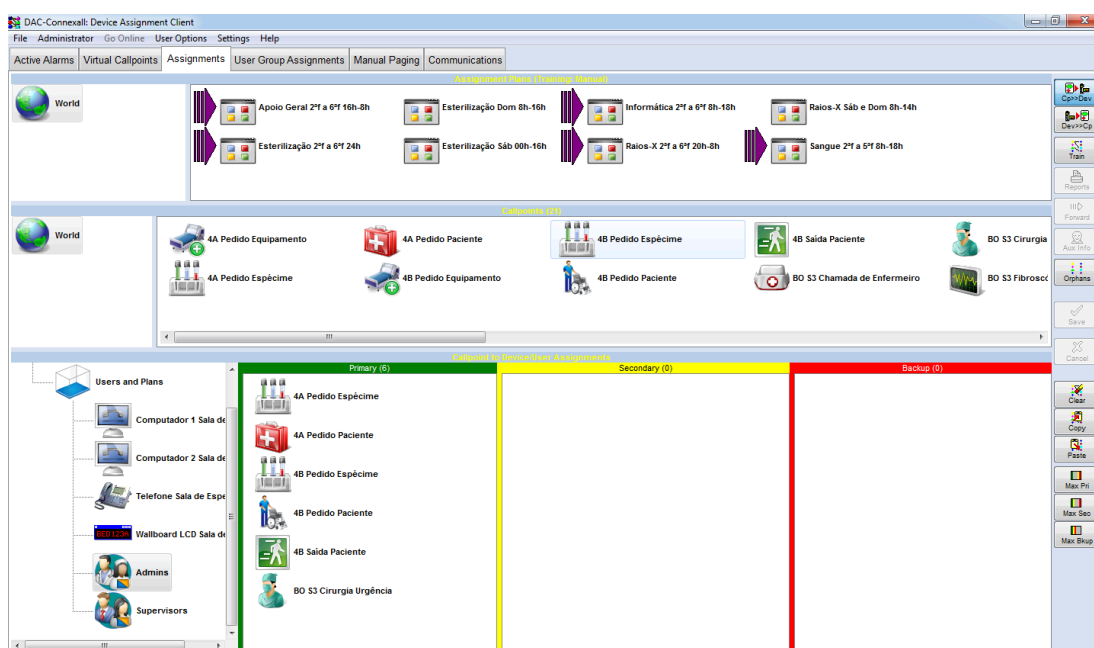 DAC-Connexall: Device Assignment Client
File Administrator Go Online User Options Settings Help
Active Alarms Virtual Callpoints Assignments User Group Assignments Manual Paging Communications
Assignment Plans (Training: Manual)
World
Apoio Geral 2ªf a 6ªf 16h-8h
Esterilização Dom 8h-16h
Informática 2ªf a 6ªf 8h-18h
Raios-X Sáb e Dom 8h-14h
Esterilização 2ªf a 6ªf 24h
Esterilização Sáb 00h-16h
Raios-X 2ªf a 6ªf 20h-8h
Sangue 2ªf a 5ªf 8h-18h
Callpoints (21)
World
4A Pedido Equipamento
4A Pedido Paciente
4B Pedido Espécime
4B Saída Paciente
BO S3 Cirurgia
4A Pedido Espécime
4B Pedido Equipamento
4B Pedido Paciente
BO S3 Chamada de Enfermeiro
BO S3 Fibroscó
Callpoint to Device/User Assignments
Users and Plans
Computador 1 Sala de
Computador 2 Sala de
Telefone Sala de Espe
Wallboard LCD Sala de
Admins
Supervisors
Primary (6)
4A Pedido Espécime
4A Pedido Paciente
4B Pedido Espécime
4B Pedido Paciente
4B Saída Paciente
BO S3 Cirurgia Urgência
Secondary (0)
Backup (0)
Cp>>Dev
Dev>>Cp
Train
Reports
Forward
Aux Info
Orphans
Save
Cancel
Clear
Copy
Paste
Max Pri
Max Sec
Max Bkup